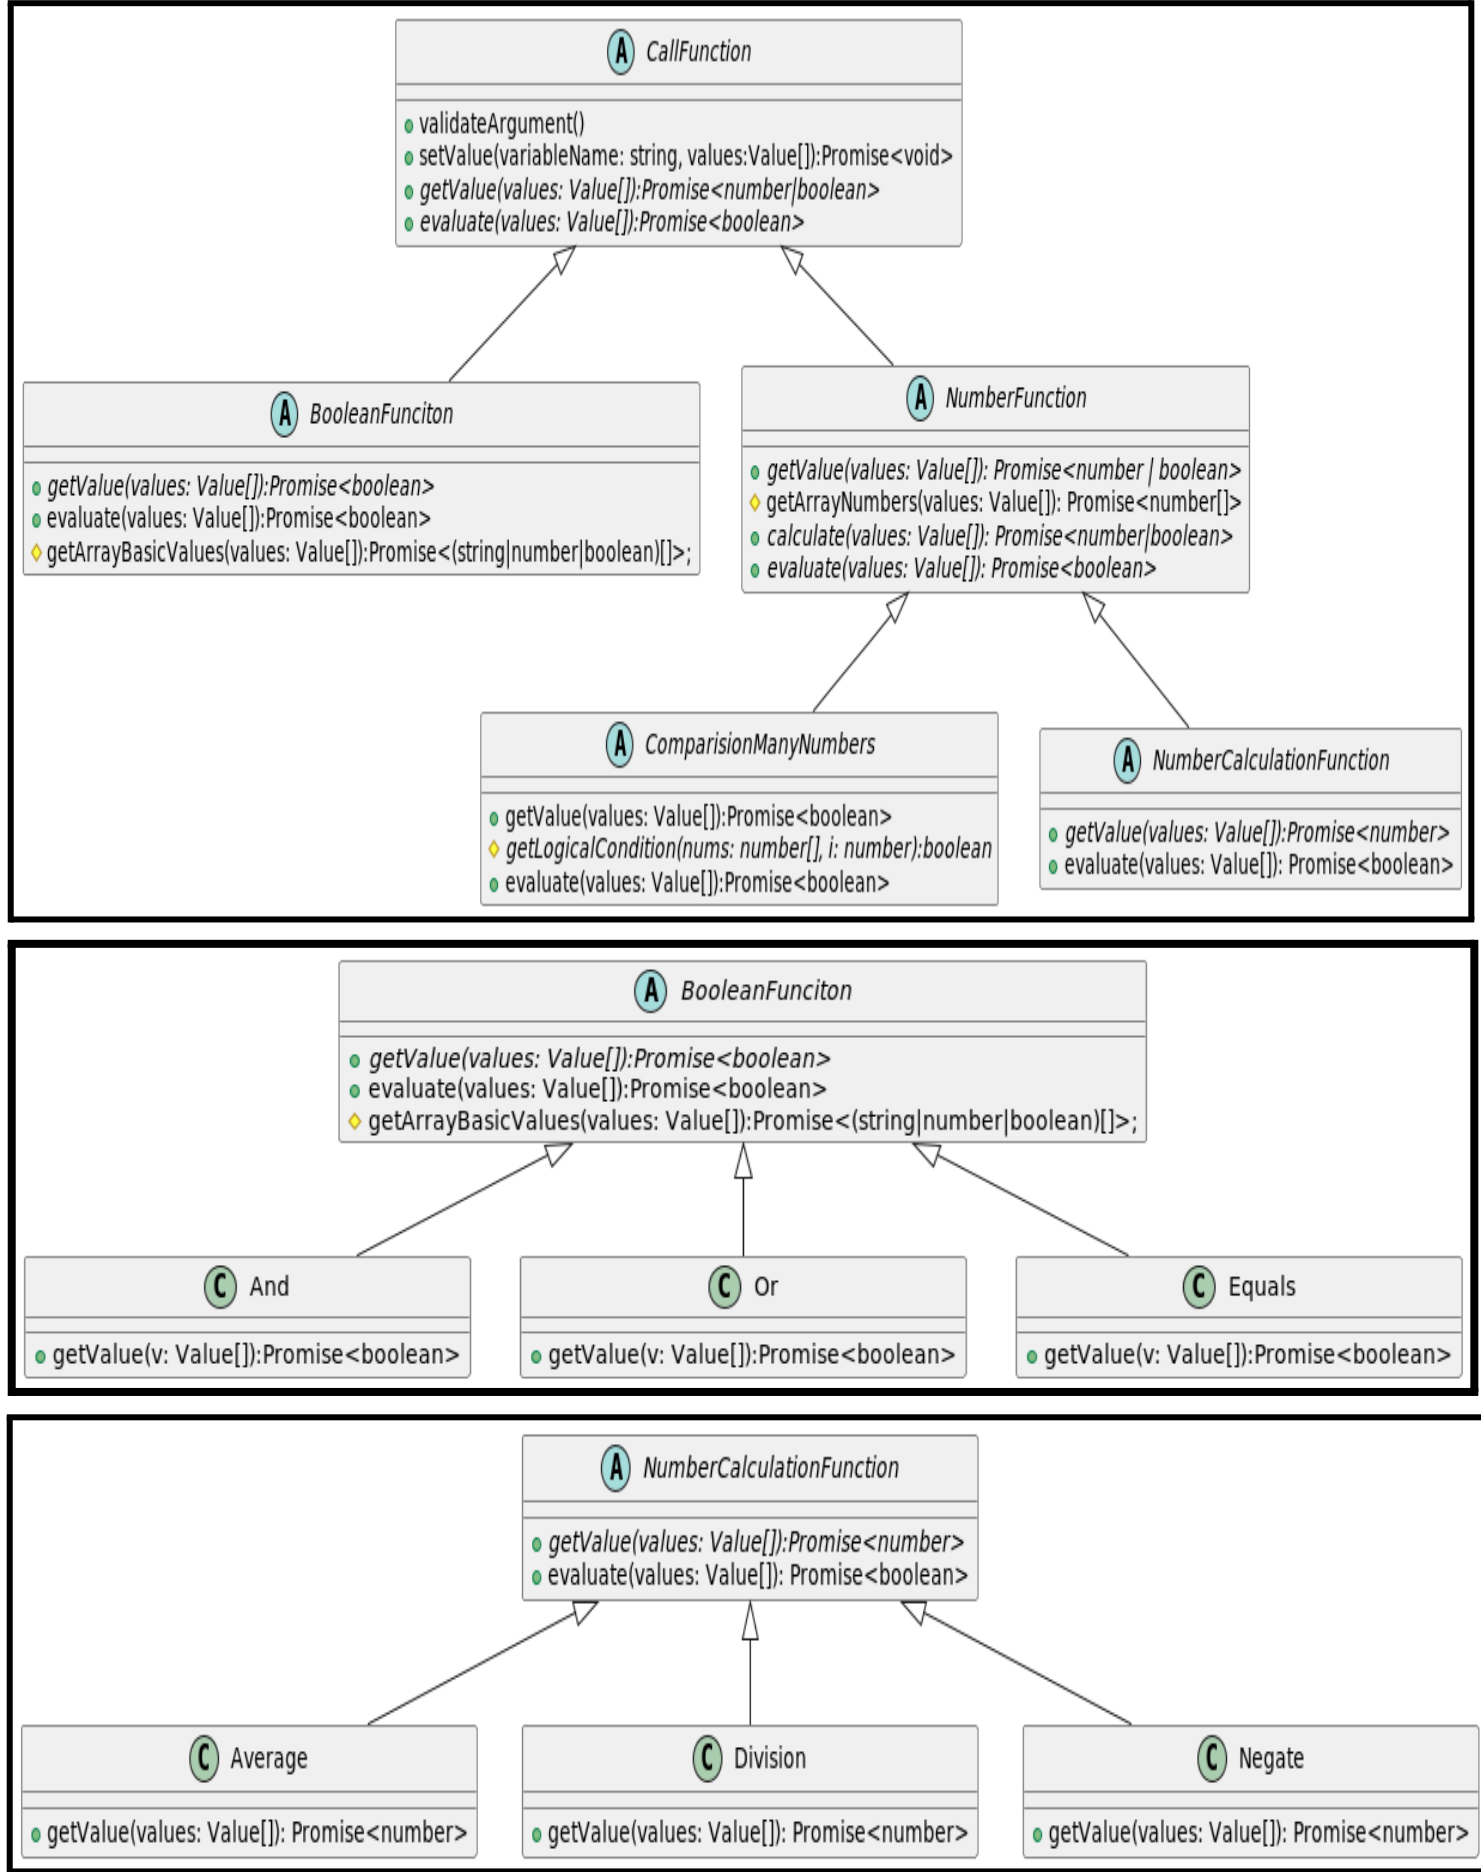 A CallFunction
validateArgument()
setValue(variableName: string, values:Value[]):Promise<void>
getValue(values: Value[]):Promise<number|boolean>
evaluate(values: Value[]):Promise<boolean>
A BooleanFunciton
getValue(values: Value[]):Promise<boolean>
evaluate(values: Value[]):Promise<boolean>
getArrayBasicValues(values: Value[]):Promise<(string|number|boolean)[]>;
A NumberFunction
getValue(values: Value[]): Promise<number | boolean>
getArrayNumbers(values: Value[]): Promise<number[]>
calculate(values: Value[]): Promise<number|boolean>
evaluate(values: Value[]): Promise<boolean>
A ComparisionManyNumbers
getValue(values: Value[]):Promise<boolean>
getLogicalCondition(nums: number[], i: number):boolean
evaluate(values: Value[]):Promise<boolean>
A NumberCalculationFunction
getValue(values: Value[]):Promise<number>
evaluate(values: Value[]): Promise<boolean>
A BooleanFunciton
getValue(values: Value[]):Promise<boolean>
evaluate(values: Value[]):Promise<boolean>
getArrayBasicValues(values: Value[]):Promise<(string|number|boolean)[]>;
C And
getValue(v: Value[]):Promise<boolean>
C Or
getValue(v: Value[]):Promise<boolean>
C Equals
getValue(v: Value[]):Promise<boolean>
A NumberCalculationFunction
getValue(values: Value[]):Promise<number>
evaluate(values: Value[]): Promise<boolean>
C Average
getValue(values: Value[]): Promise<number>
C Division
getValue(values: Value[]): Promise<number>
C Negate
getValue(values: Value[]): Promise<number>